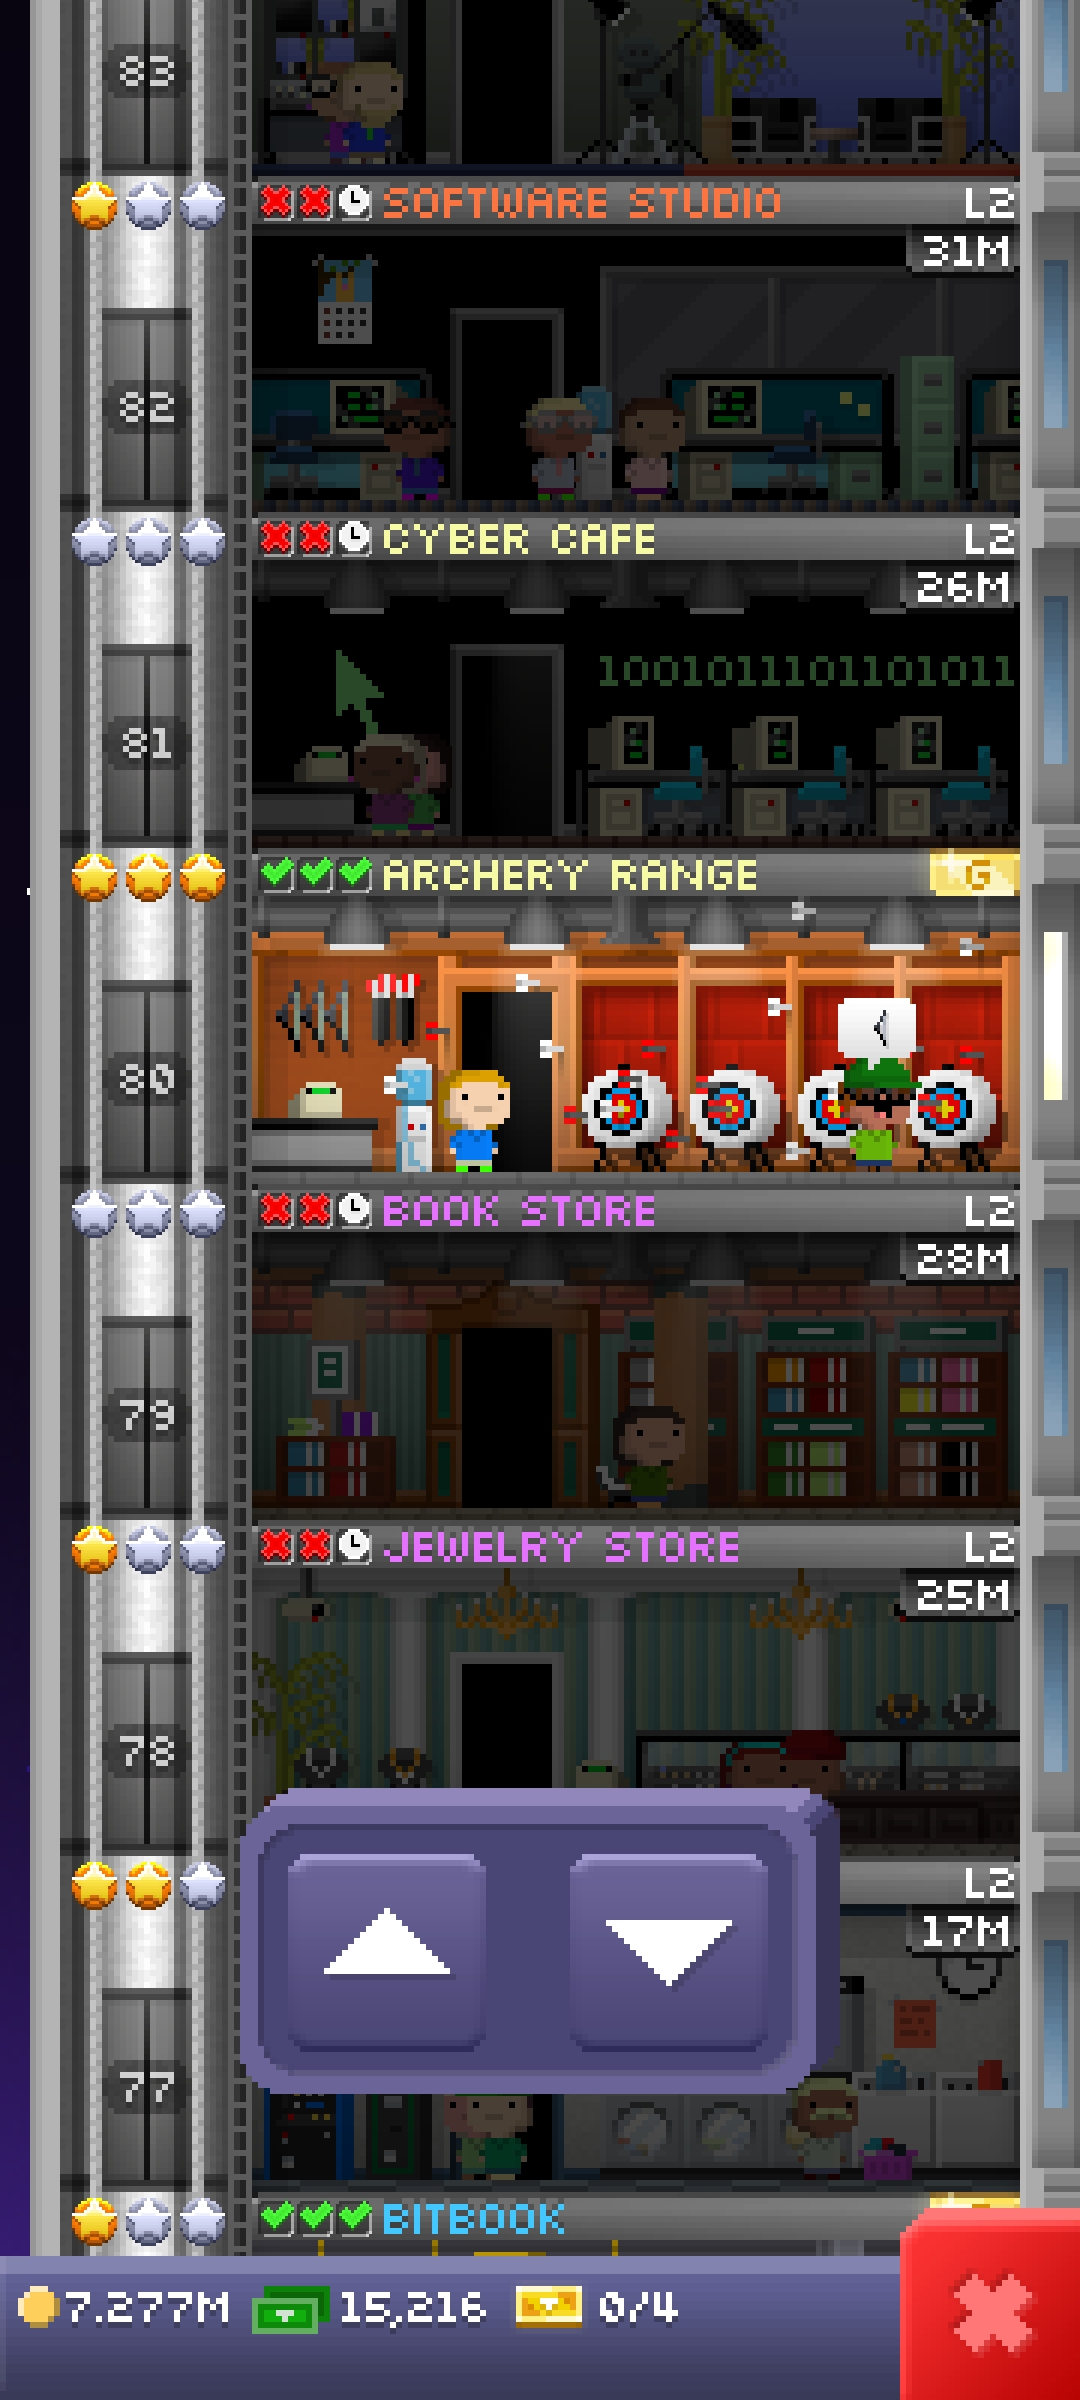 83
SOFTWARE STUDIO L2
31M
82
CYBER CAFE L2
26M
1001011101101011
81
ARCHERY RANGE G
80
BOOK STORE L2
28M
79
JEWELRY STORE L2
25M
78
L2
17M
77
BITBOOK
7.277M 15,216 0/4